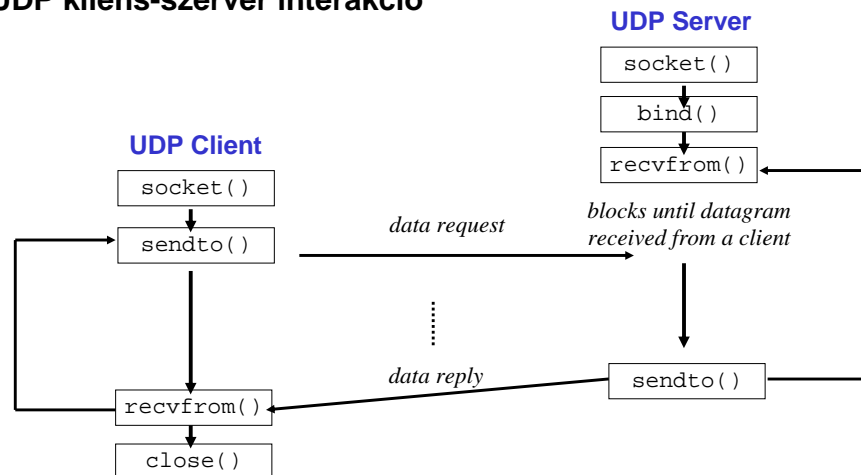 UDP kliens-szerver interakció
UDP Server
socket()
bind()
recvfrom()
blocks until datagram
received from a client
sendto()
UDP Client
socket()
sendto()
data request
data reply
recvfrom()
close()